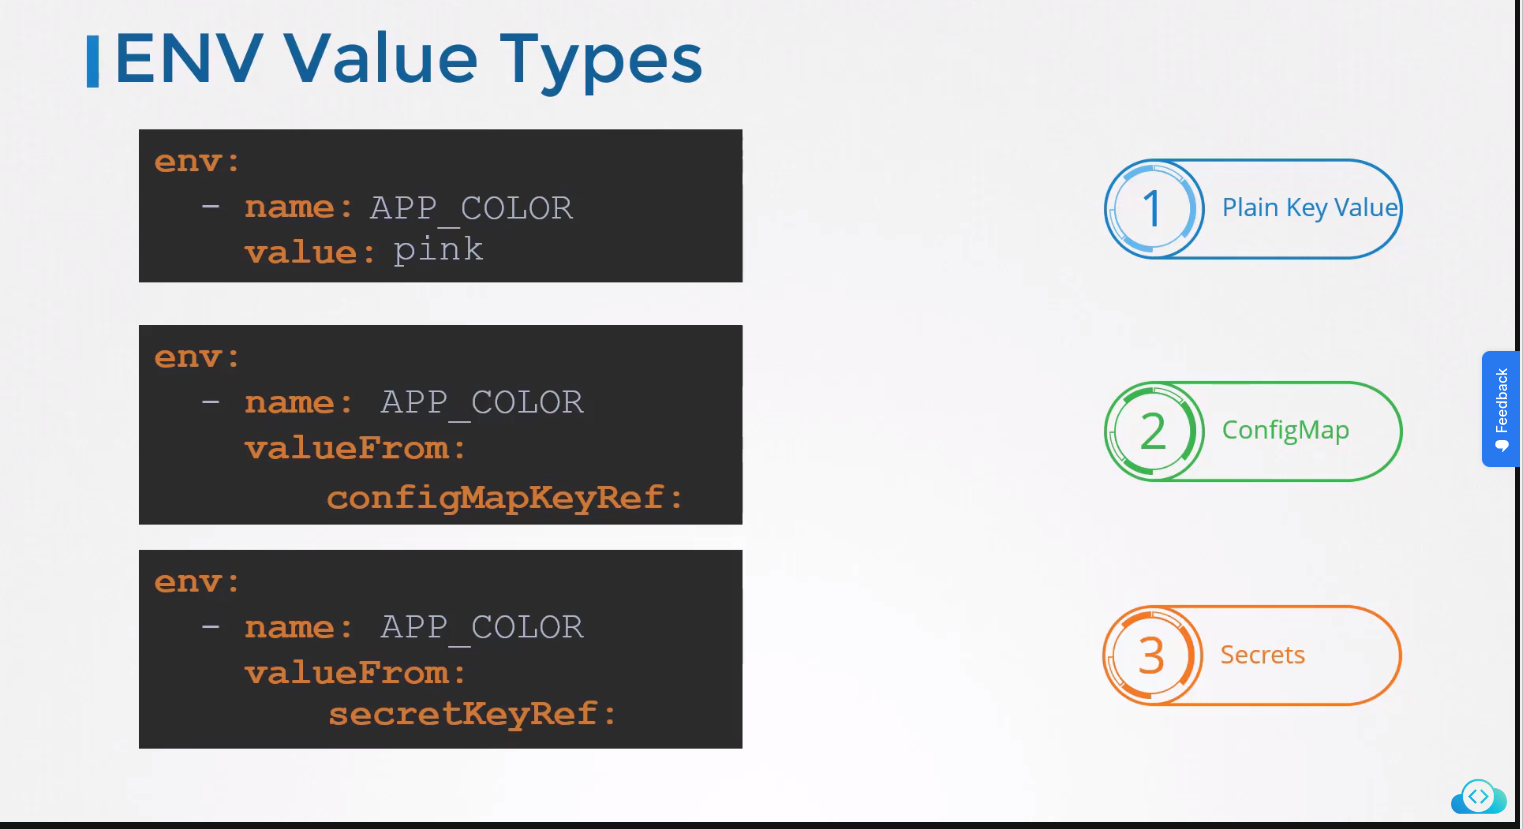 ENV Value Types
env:
- name: APP_COLOR
value: pink
1 Plain Key Value
env:
- name: APP_COLOR
valueFrom:
configMapKeyRef:
2 ConfigMap
env:
- name: APP_COLOR
valueFrom:
secretKeyRef:
3 Secrets
Feedback